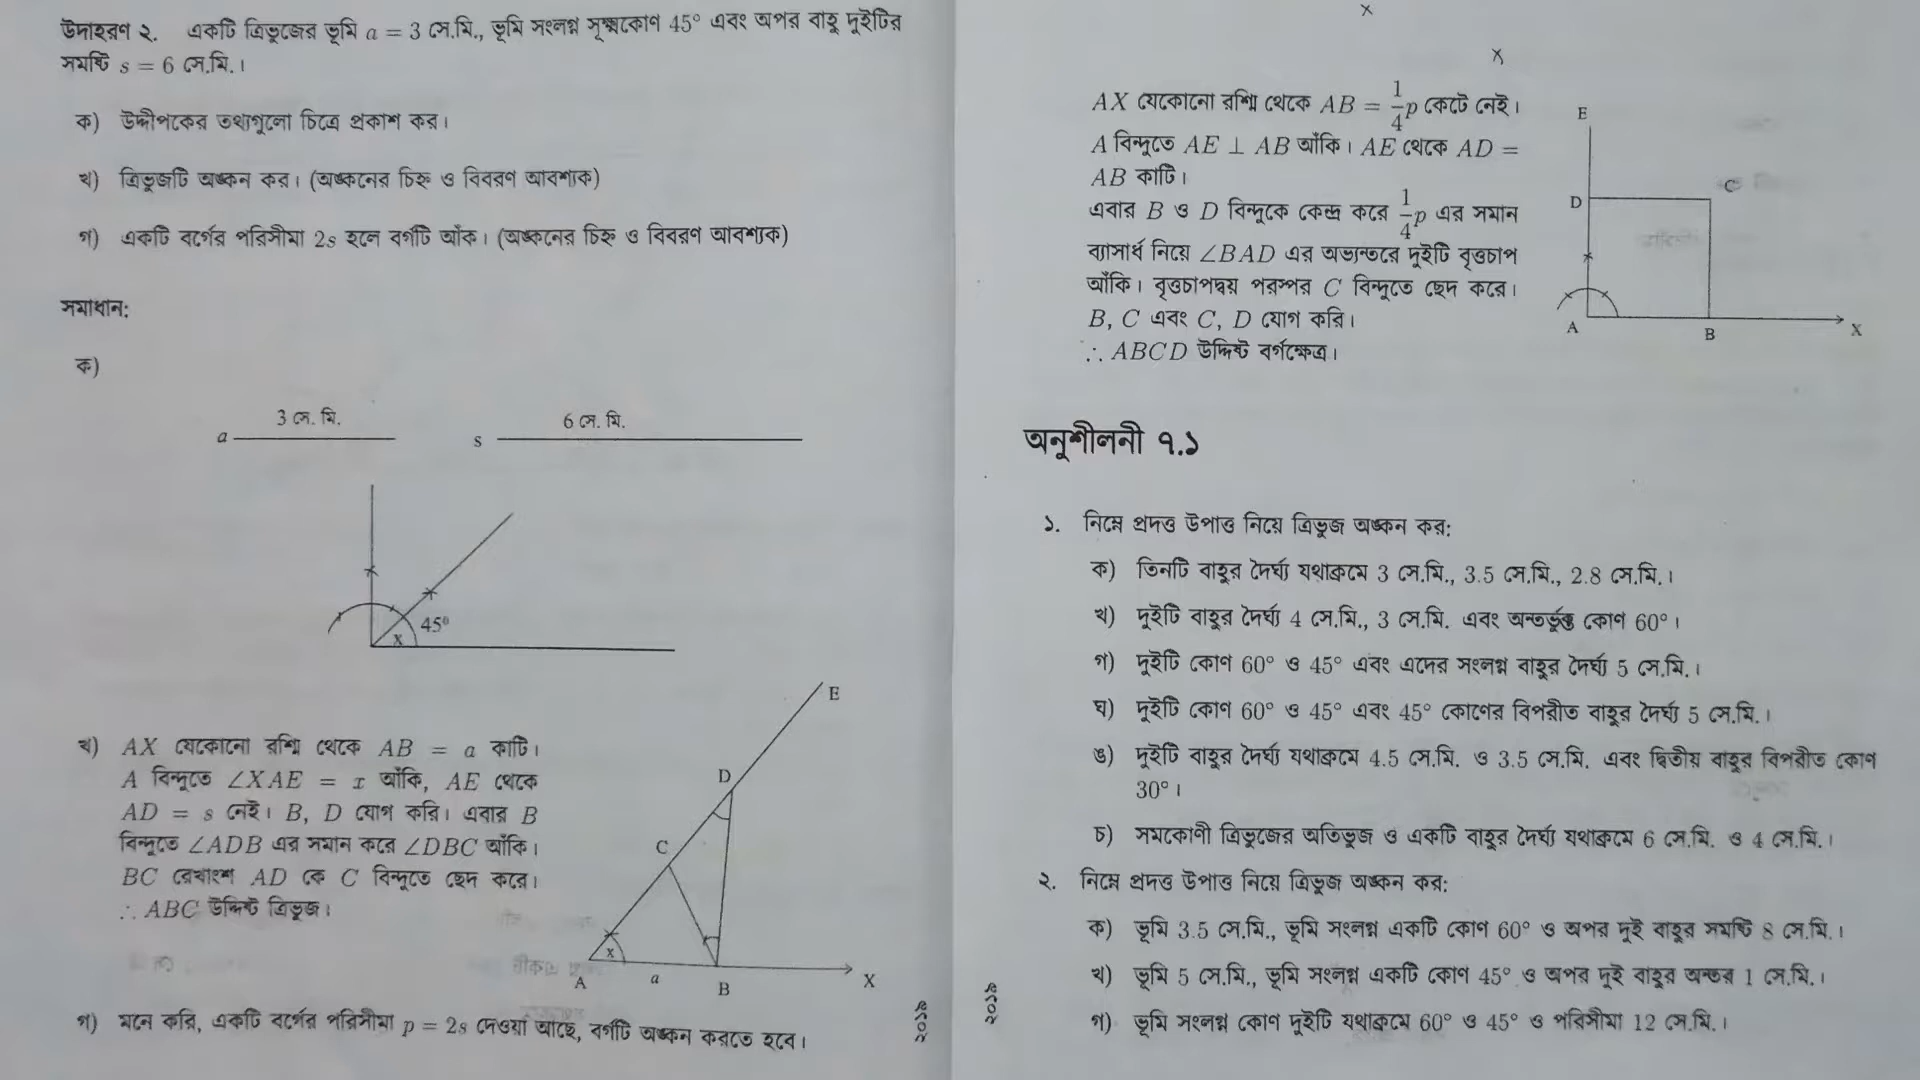 উদাহরণ ২. একটি ত্রিভুজের ভূমি a = 3 সে.মি., ভূমি সংলগ্ন সূক্ষ্মকোণ 45° এবং অপর বাহু দুইটির
সমষ্টি s = 6 সে.মি.।
ক) উদ্দীপকের তথ্যগুলো চিত্রে প্রকাশ কর।
খ) ত্রিভুজটি অঙ্কন কর। (অঙ্কনের চিহ্ন ও বিবরণ আবশ্যক)
গ) একটি বর্গের পরিসীমা 2s হলে বর্গটি আঁক। (অঙ্কনের চিহ্ন ও বিবরণ আবশ্যক)
সমাধান:
ক)
3 সে. মি.
a
6 সে. মি.
s
x
45°
খ) AX যেকোনো রশ্মি থেকে AB = a কাটি।
A বিন্দুতে ∠XAE = x আঁকি, AE থেকে
AD = s নেই। B, D যোগ করি। এবার B
বিন্দুতে ∠ADB এর সমান করে ∠DBC আঁকি।
BC রেখাংশ AD কে C বিন্দুতে ছেদ করে।
∴ ABC উদ্দিষ্ট ত্রিভুজ।
E
D
C
x
A
a
B
X
গ) মনে করি, একটি বর্গের পরিসীমা p = 2s দেওয়া আছে, বর্গটি অঙ্কন করতে হবে।
২০২৬
AX যেকোনো রশ্মি থেকে AB = 1/4 p কেটে নেই।
A বিন্দুতে AE ⊥ AB আঁকি। AE থেকে AD =
AB কাটি।
এবার B ও D বিন্দুকে কেন্দ্র করে 1/4 p এর সমান
ব্যাসার্ধ নিয়ে ∠BAD এর অভ্যন্তরে দুইটি বৃত্তচাপ
আঁকি। বৃত্তচাপদ্বয় পরস্পর C বিন্দুতে ছেদ করে।
B, C এবং C, D যোগ করি।
∴ ABCD উদ্দিষ্ট বর্গক্ষেত্র।
E
D
C
A
B
X
অনুশীলনী ৭.১
১. নিম্নে প্রদত্ত উপাত্ত নিয়ে ত্রিভুজ অঙ্কন কর:
ক) তিনটি বাহুর দৈর্ঘ্য যথাক্রমে 3 সে.মি., 3.5 সে.মি., 2.8 সে.মি.।
খ) দুইটি বাহুর দৈর্ঘ্য 4 সে.মি., 3 সে.মি. এবং অন্তর্ভুক্ত কোণ 60°।
গ) দুইটি কোণ 60° ও 45° এবং এদের সংলগ্ন বাহুর দৈর্ঘ্য 5 সে.মি.।
ঘ) দুইটি কোণ 60° ও 45° এবং 45° কোণের বিপরীত বাহুর দৈর্ঘ্য 5 সে.মি.।
ঙ) দুইটি বাহুর দৈর্ঘ্য যথাক্রমে 4.5 সে.মি. ও 3.5 সে.মি. এবং দ্বিতীয় বাহুর বিপরীত কোণ
30°।
চ) সমকোণী ত্রিভুজের অতিভুজ ও একটি বাহুর দৈর্ঘ্য যথাক্রমে 6 সে.মি. ও 4 সে.মি.।
২. নিম্নে প্রদত্ত উপাত্ত নিয়ে ত্রিভুজ অঙ্কন কর:
ক) ভূমি 3.5 সে.মি., ভূমি সংলগ্ন একটি কোণ 60° ও অপর দুই বাহুর সমষ্টি 8 সে.মি.।
খ) ভূমি 5 সে.মি., ভূমি সংলগ্ন একটি কোণ 45° ও অপর দুই বাহুর অন্তর 1 সে.মি.।
গ) ভূমি সংলগ্ন কোণ দুইটি যথাক্রমে 60° ও 45° ও পরিসীমা 12 সে.মি.।
২০২৬